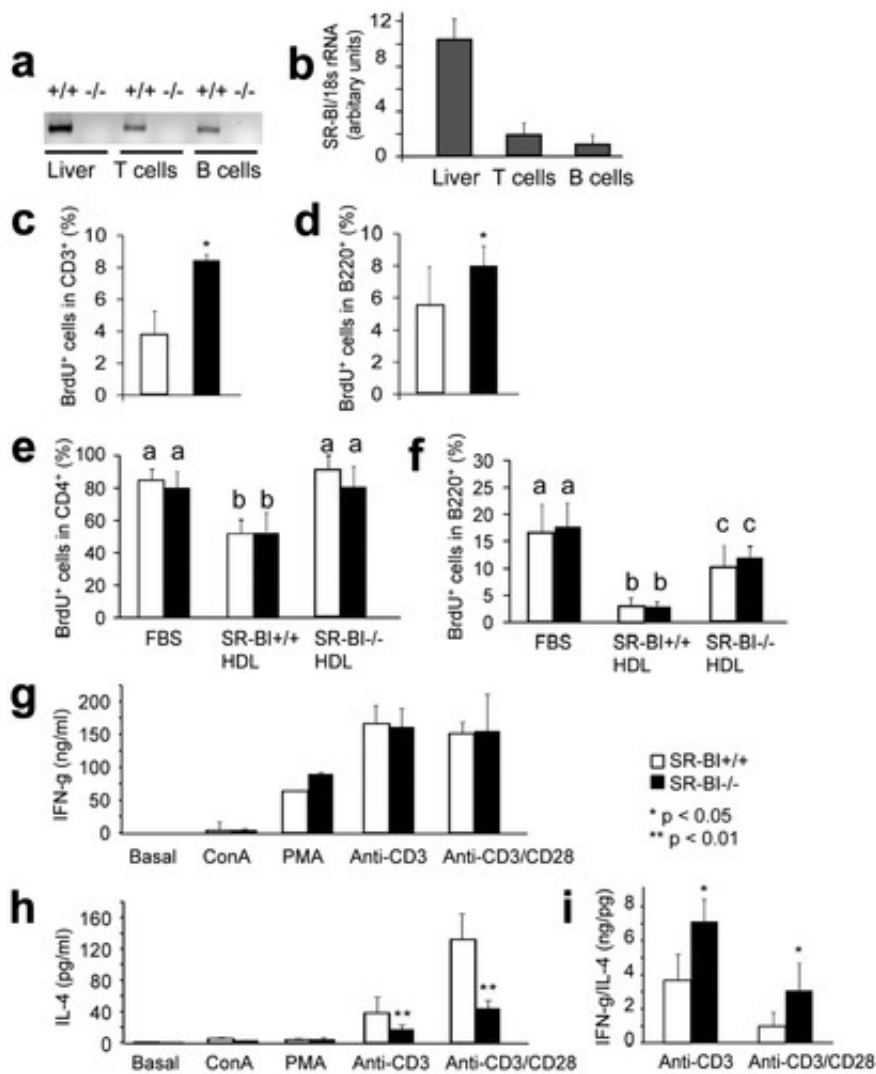 a
+/+ -/- +/+ -/- +/+ -/-
Liver T cells B cells
b
SR-BI/18s rRNA
(arbitary units)
12
8
4
0
Liver T cells B cells
c
BrdU+ cells in CD3+ (%)
10
8
6
4
2
0
*
d
BrdU+ cells in B220+ (%)
10
8
6
4
2
0
*
e
BrdU+ cells in CD4+ (%)
100
80
60
40
20
0
a a b b a a
FBS SR-BI+/+ SR-BI-/-
HDL HDL
f
BrdU+ cells in B220+ (%)
30
25
20
15
10
5
0
a a b b c c
FBS SR-BI+/+ SR-BI-/-
HDL HDL
g
IFN-g (ng/ml)
200
150
100
50
0
Basal ConA PMA Anti-CD3 Anti-CD3/CD28
SR-BI+/+
SR-BI-/-
* p < 0.05
** p < 0.01
h
IL-4
(pg/ml)
160
120
80
40
0
** **
Basal ConA PMA Anti-CD3 Anti-CD3/CD28
i
IFN-g/IL-4 (ng/pg)
8
6
4
2
0
* *
Anti-CD3 Anti-CD3/CD28